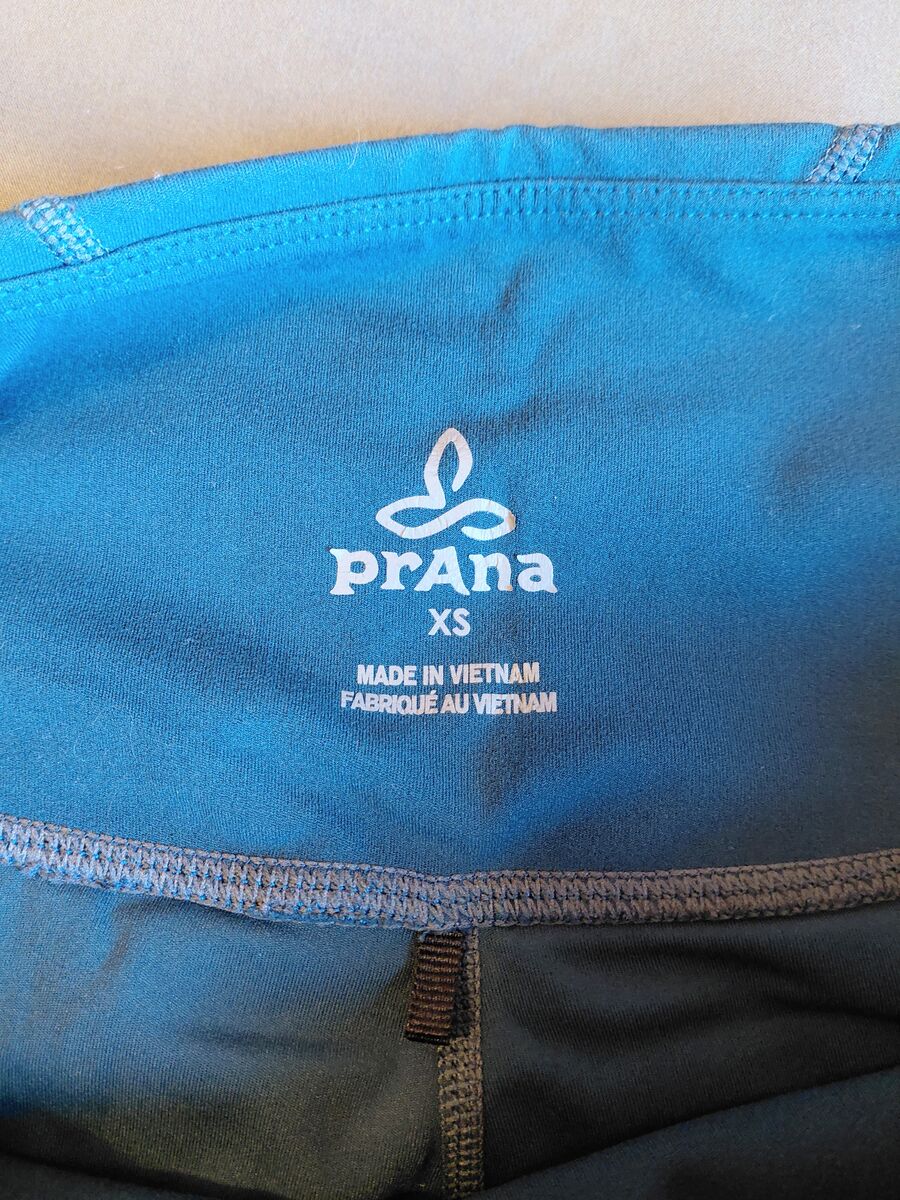 prAna
XS
MADE IN VIETNAM
FABRIQUÉ AU VIETNAM